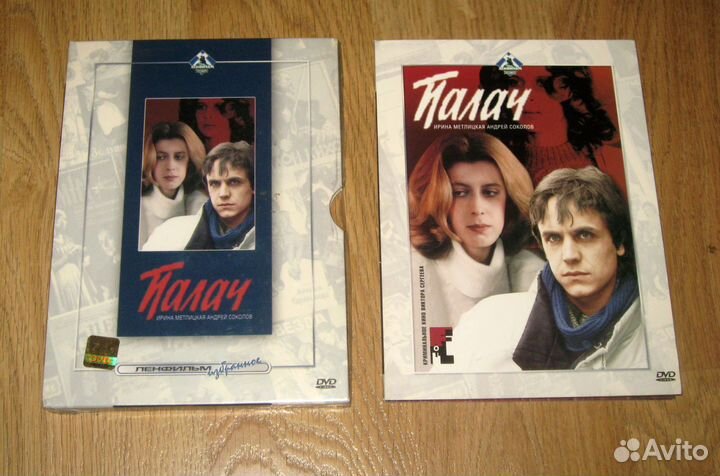 Палач
ИРИНА МЕТЛИЦКАЯ АНДРЕЙ СОКОЛОВ
ЛЕНФИЛЬМ избранное
DVD
Палач
ИРИНА МЕТЛИЦКАЯ АНДРЕЙ СОКОЛОВ
КРИМИНАЛЬНОЕ КИНО ВИКТОРА СЕРГЕЕВА
DVD
Avito